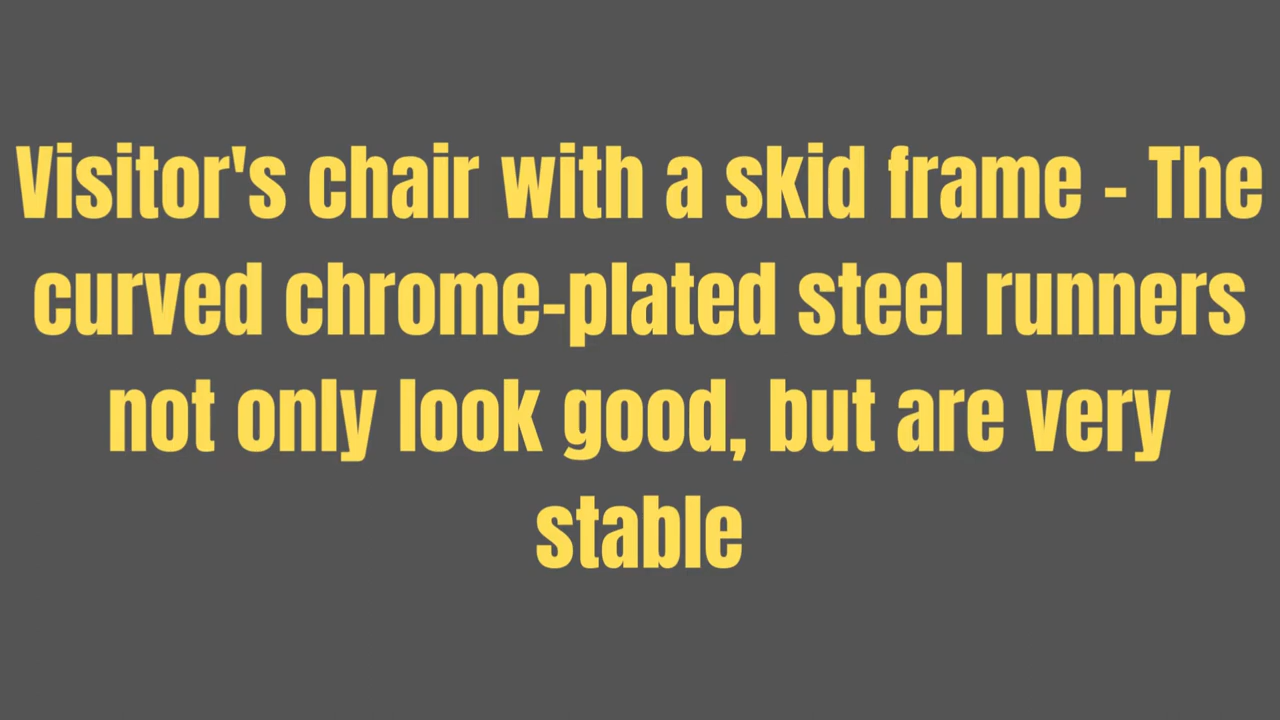 Visitor's chair with a skid frame - The
curved chrome-plated steel runners
not only look good, but are very
stable